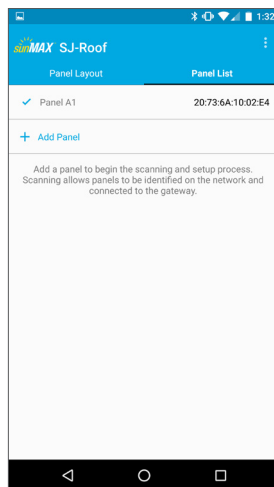 1:32
sunMAX SJ-Roof
Panel Layout
Panel List
Panel A1
20:73:6A:10:02:E4
+ Add Panel
Add a panel to begin the scanning and setup process.
Scanning allows panels to be identified on the network and
connected to the gateway.